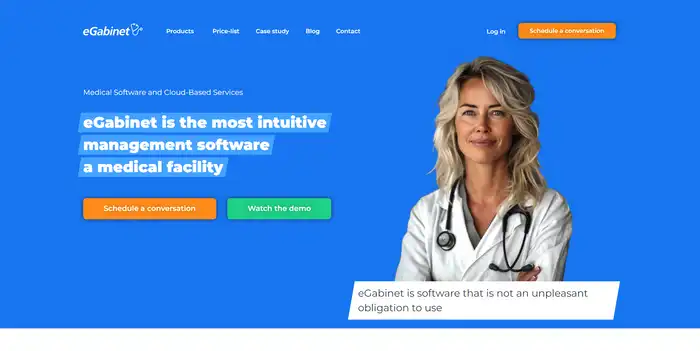 eGabinet
Products Price-list Case study Blog Contact Log in Schedule a conversation
Medical Software and Cloud-Based Services
eGabinet is the most intuitive
management software
a medical facility
Schedule a conversation Watch the demo
eGabinet is software that is not an unpleasant
obligation to use